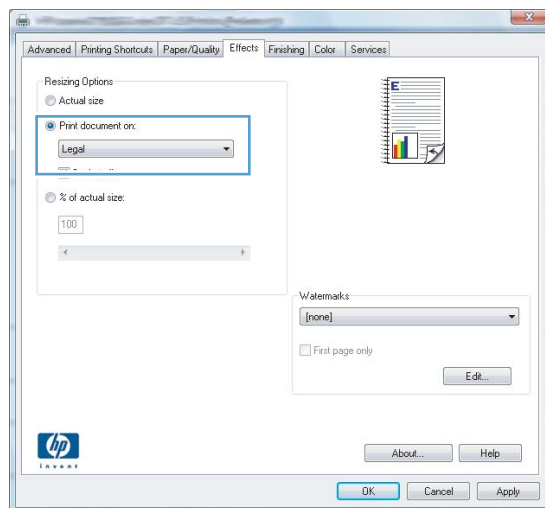 Advanced Printing Shortcuts Paper/Quality Effects Finishing Color Services
Resizing Options
Actual size
Print document on:
Legal
% of actual size:
100
E
Watermarks
[none]
First page only
Edit...
hp
invent
About... Help
OK Cancel Apply